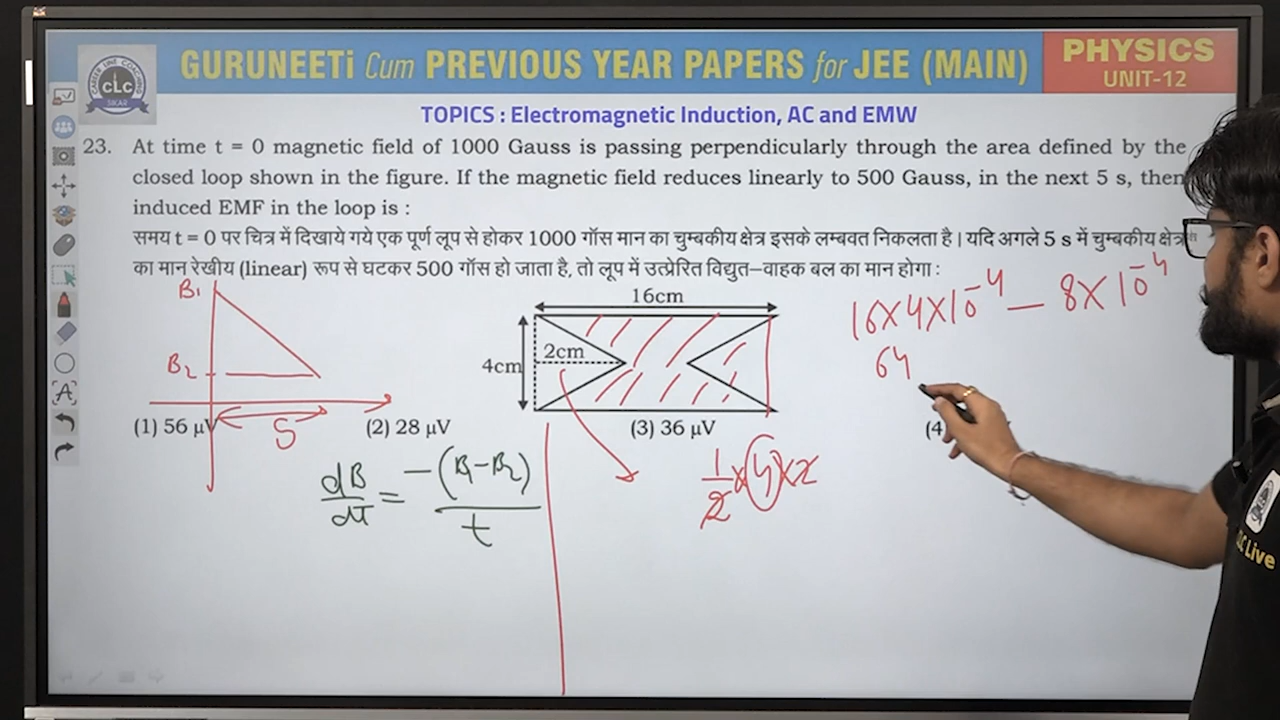 GURUNEETi Cum PREVIOUS YEAR PAPERS for JEE (MAIN)
PHYSICS
UNIT-12
CLC
SIKAR
TOPICS : Electromagnetic Induction, AC and EMW
23. At time t = 0 magnetic field of 1000 Gauss is passing perpendicularly through the area defined by the
closed loop shown in the figure. If the magnetic field reduces linearly to 500 Gauss, in the next 5 s, then
induced EMF in the loop is :
समय t = 0 पर चित्र में दिखाये गये एक पूर्ण लूप से होकर 1000 गॉस मान का चुम्बकीय क्षेत्र इसके लम्बवत निकलता है। यदि अगले 5 s में चुम्बकीय क्षेत्र
का मान रेखीय (linear) रूप से घटकर 500 गॉस हो जाता है, तो लूप में उत्प्रेरित विद्युत–वाहक बल का मान होगा :
B₁
16cm
16×4×10⁻⁴ – 8×10⁻⁴
B₂
4cm
2cm
64
(1) 56 μV
5
(2) 28 μV
(3) 36 μV
(4
dB/dt = –(B₁–B₂)/t
1/2×4×2
Live